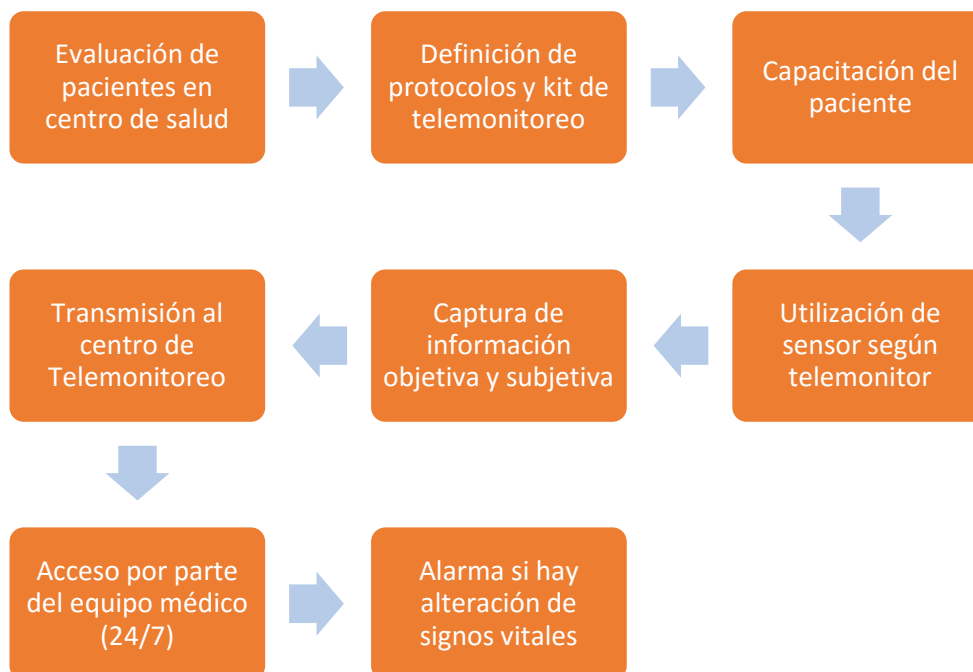 Evaluación de
pacientes en
centro de salud
Definición de
protocolos y kit de
telemonitoreo
Capacitación del
paciente
Utilización de
sensor según
telemonitor
Captura de
información
objetiva y subjetiva
Transmisión al
centro de
Telemonitoreo
Acceso por parte
del equipo médico
(24/7)
Alarma si hay
alteración de
signos vitales